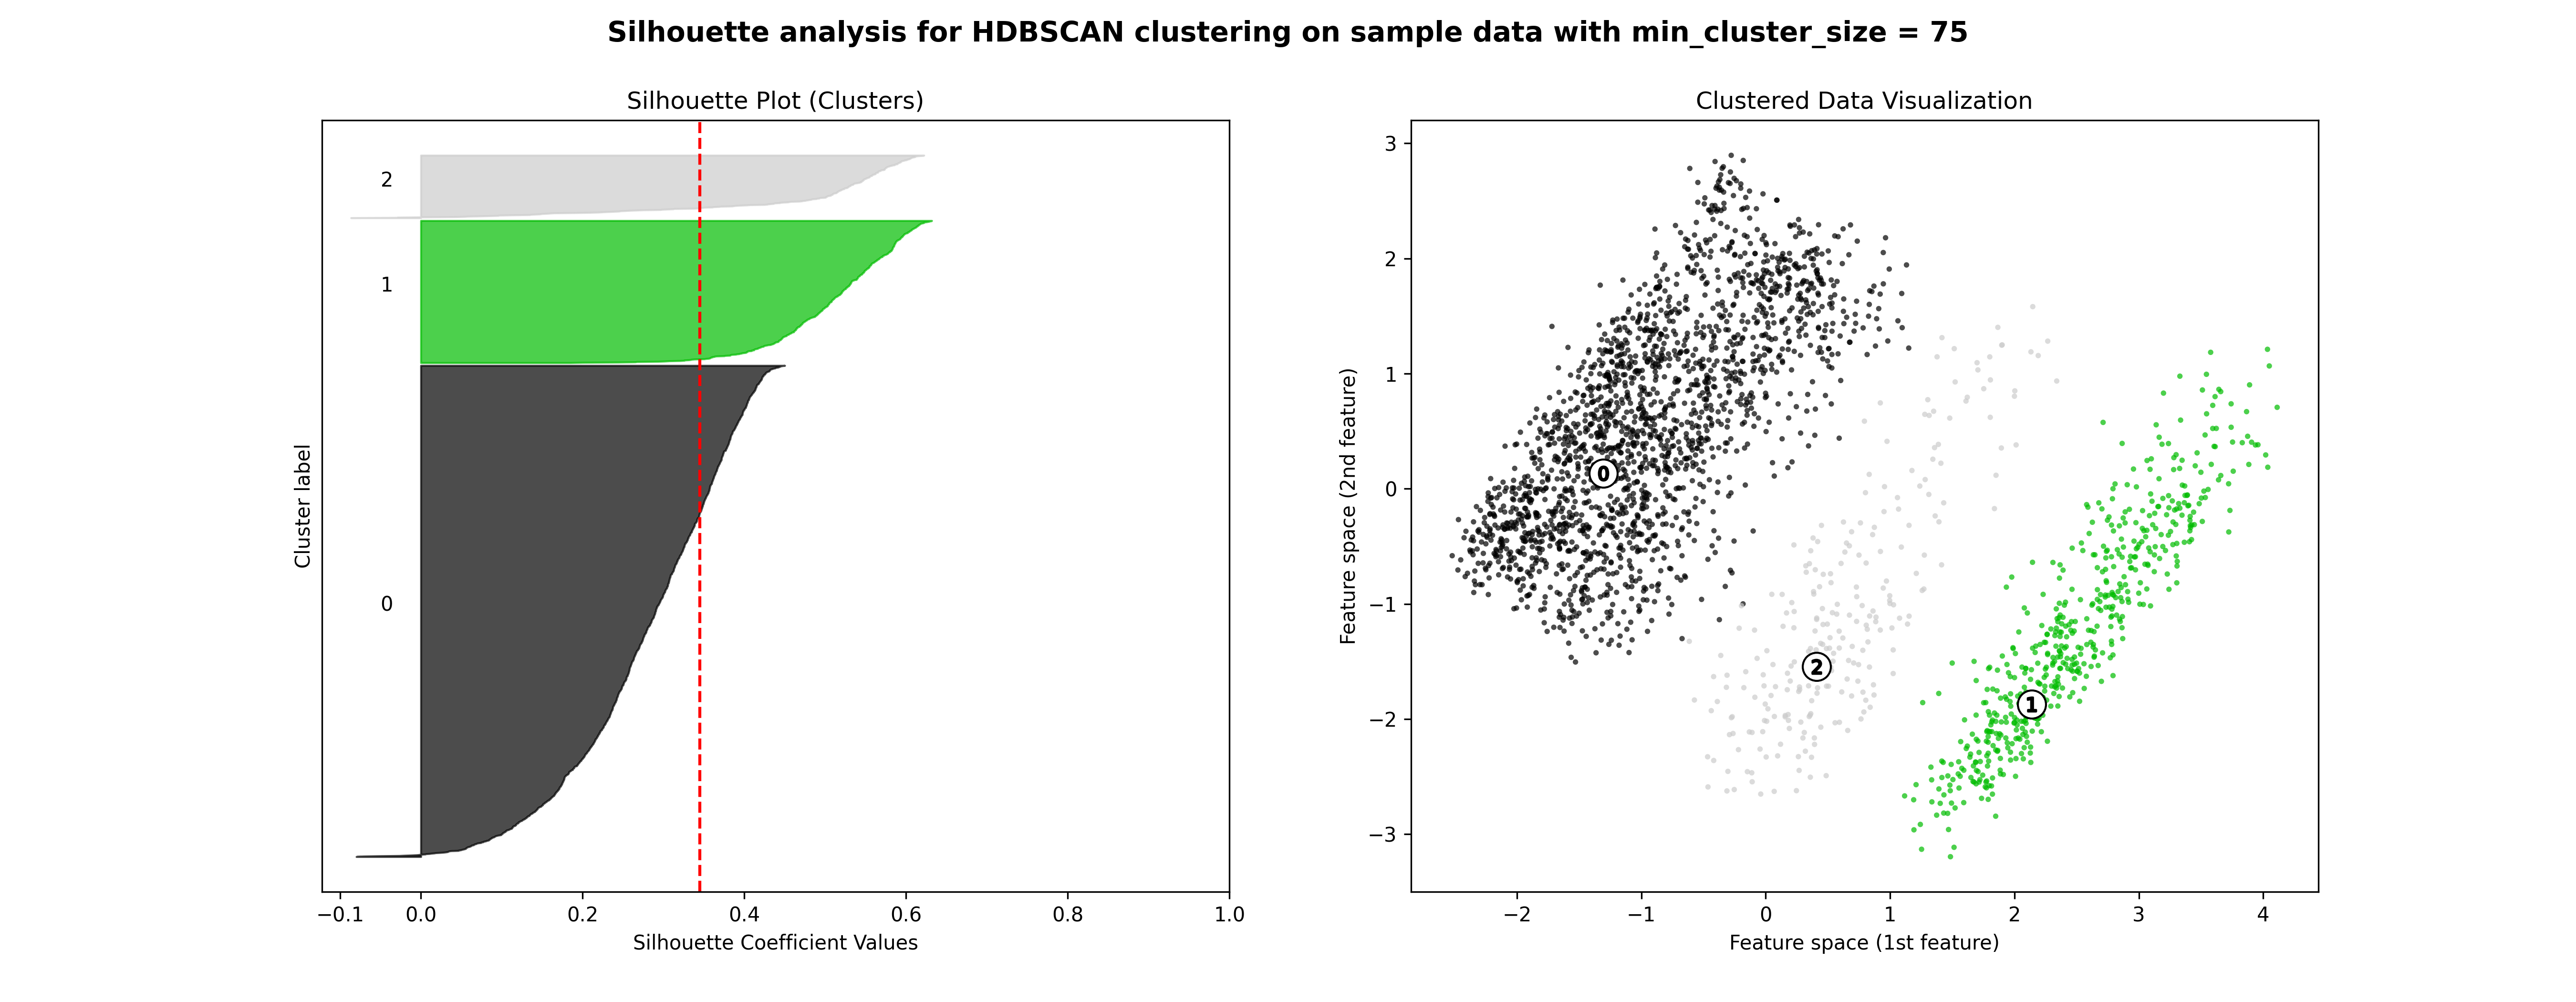 Silhouette analysis for HDBSCAN clustering on sample data with min_cluster_size = 75
Silhouette Plot (Clusters)
2
1
0
Cluster label
−0.1 0.0 0.2 0.4 0.6 0.8 1.0
Silhouette Coefficient Values
Clustered Data Visualization
3
2
1
0
−1
−2
−3
Feature space (2nd feature)
0
2
1
−2 −1 0 1 2 3 4
Feature space (1st feature)